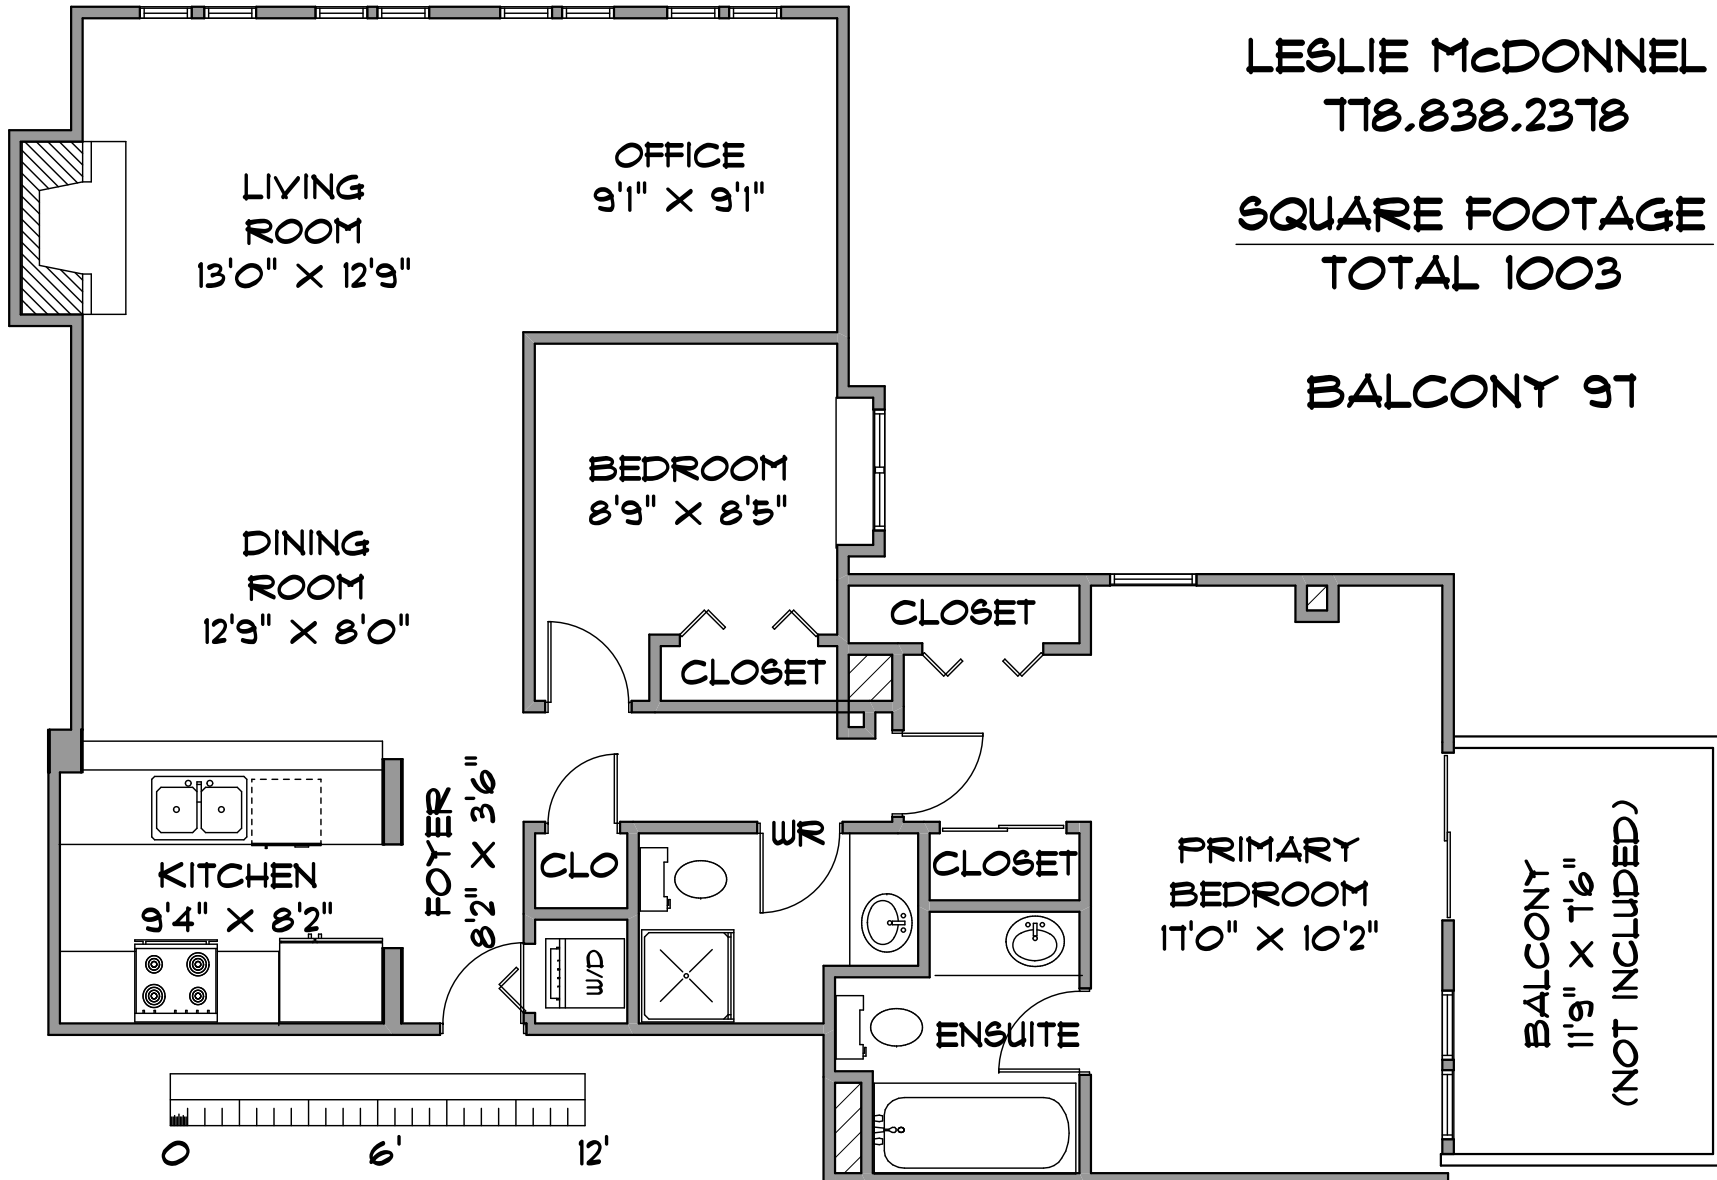 LESLIE McDONNEL
778.838.2378
SQUARE FOOTAGE
TOTAL 1003
BALCONY 97
LIVING
ROOM
13'0" X 12'9"
OFFICE
9'1" X 9'1"
BEDROOM
8'9" X 8'5"
DINING
ROOM
12'9" X 8'0"
CLOSET
CLOSET
KITCHEN
9'4" X 8'2"
FOYER
8'2" X 3'6"
CLO
WR
CLOSET
W/D
ENSUITE
PRIMARY
BEDROOM
17'0" X 10'2"
BALCONY
11'9" X 7'6"
(NOT INCLUDED)
0 6' 12'